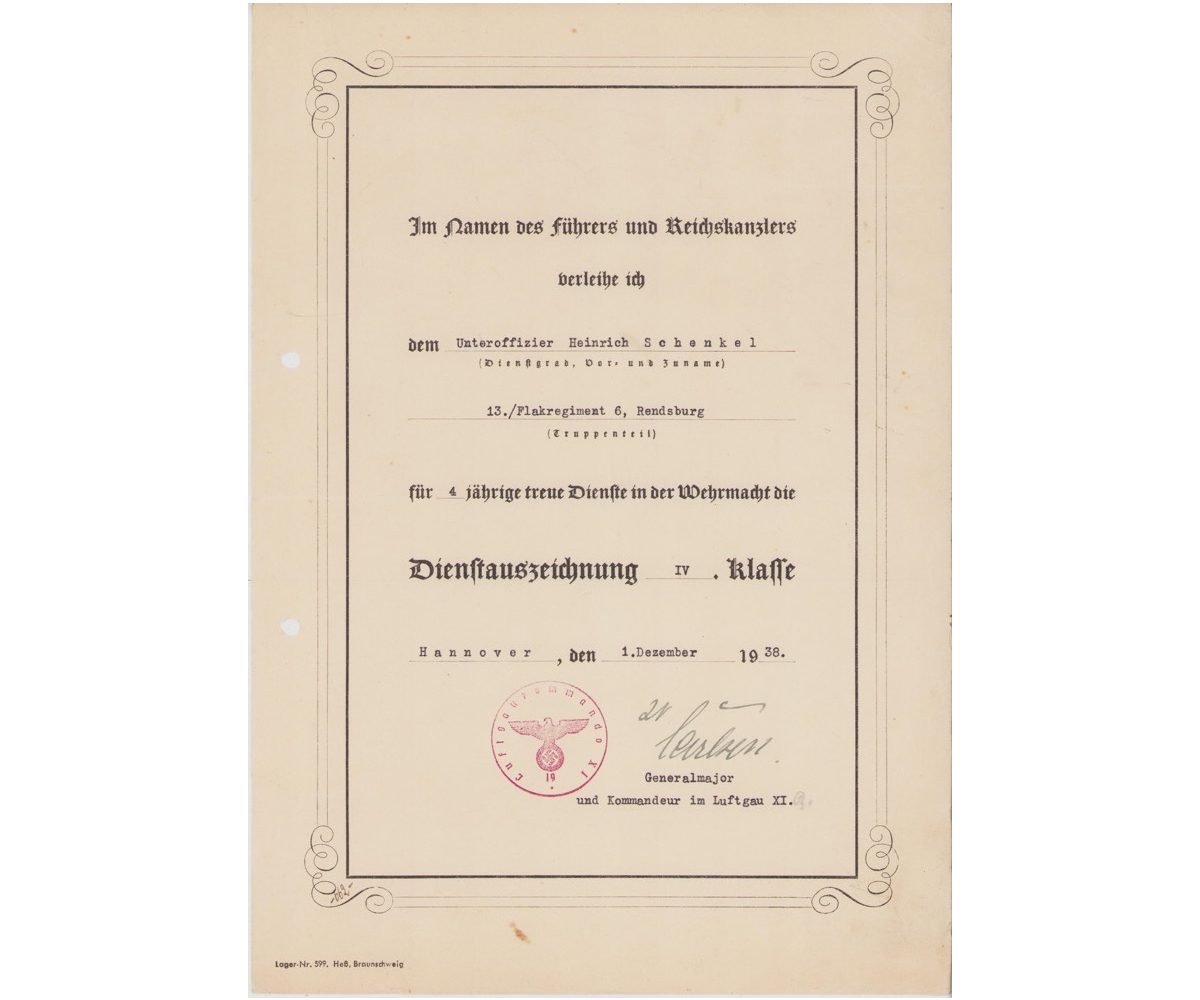 Im Namen des Führers und Reichskanzlers
verleihe ich
dem Unteroffizier Heinrich Schenkel
(Dienstgrad, Vor- und Zuname)
13./Flakregiment 6, Rendsburg
(Truppenteil)
für 4 jährige treue Dienste in der Wehrmacht die
Dienstauszeichnung IV. Klasse
Hannover, den 1.Dezember 1938.
Luftgaukommando XI
19
Generalmajor
und Kommandeur im Luftgau XI.
-662-
Lager-Nr. 599. Heß, Braunschweig